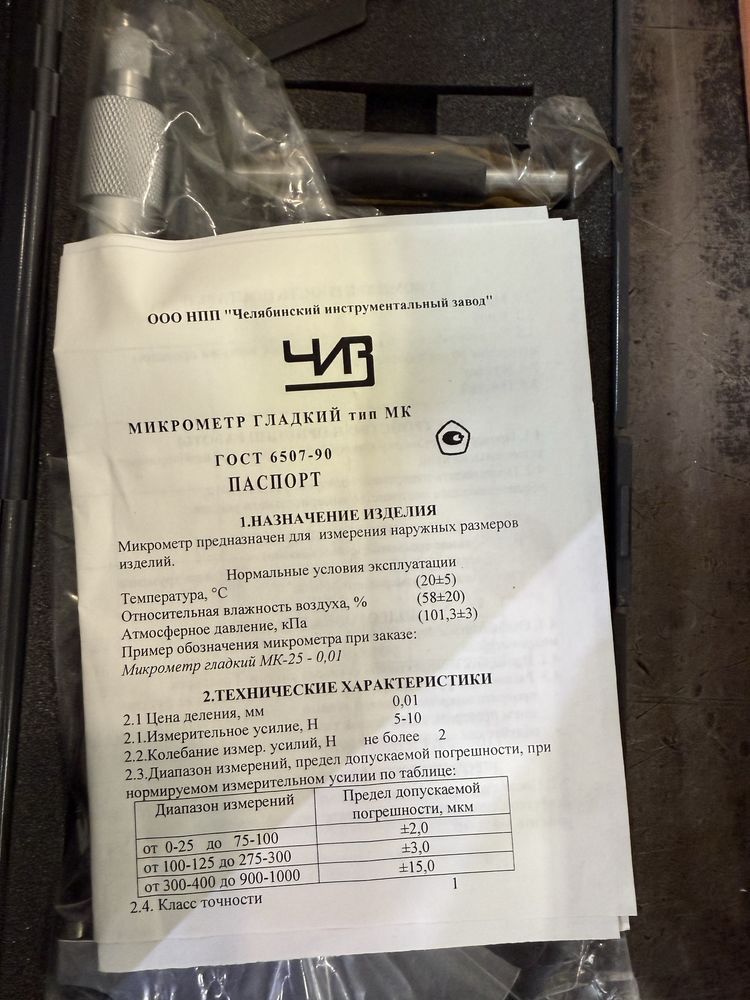 ООО НПП "Челябинский инструментальный завод"
ЧИЗ
МИКРОМЕТР ГЛАДКИЙ тип МК
ГОСТ 6507-90
ПАСПОРТ
1.НАЗНАЧЕНИЕ ИЗДЕЛИЯ
Микрометр предназначен для измерения наружных размеров
изделий.
Нормальные условия эксплуатации
Температура, °С (20±5)
Относительная влажность воздуха, % (58±20)
Атмосферное давление, кПа (101,3±3)
Пример обозначения микрометра при заказе:
Микрометр гладкий МК-25 - 0,01
2.ТЕХНИЧЕСКИЕ ХАРАКТЕРИСТИКИ
2.1 Цена деления, мм 0,01
2.1.Измерительное усилие, Н 5-10
2.2.Колебание измер. усилий, Н не более 2
2.3.Диапазон измерений, предел допускаемой погрешности, при
нормируемом измерительном усилии по таблице:
Диапазон измерений Предел допускаемой
погрешности, мкм
от 0-25 до 75-100 ±2,0
от 100-125 до 275-300 ±3,0
от 300-400 до 900-1000 ±15,0
2.4. Класс точности 1